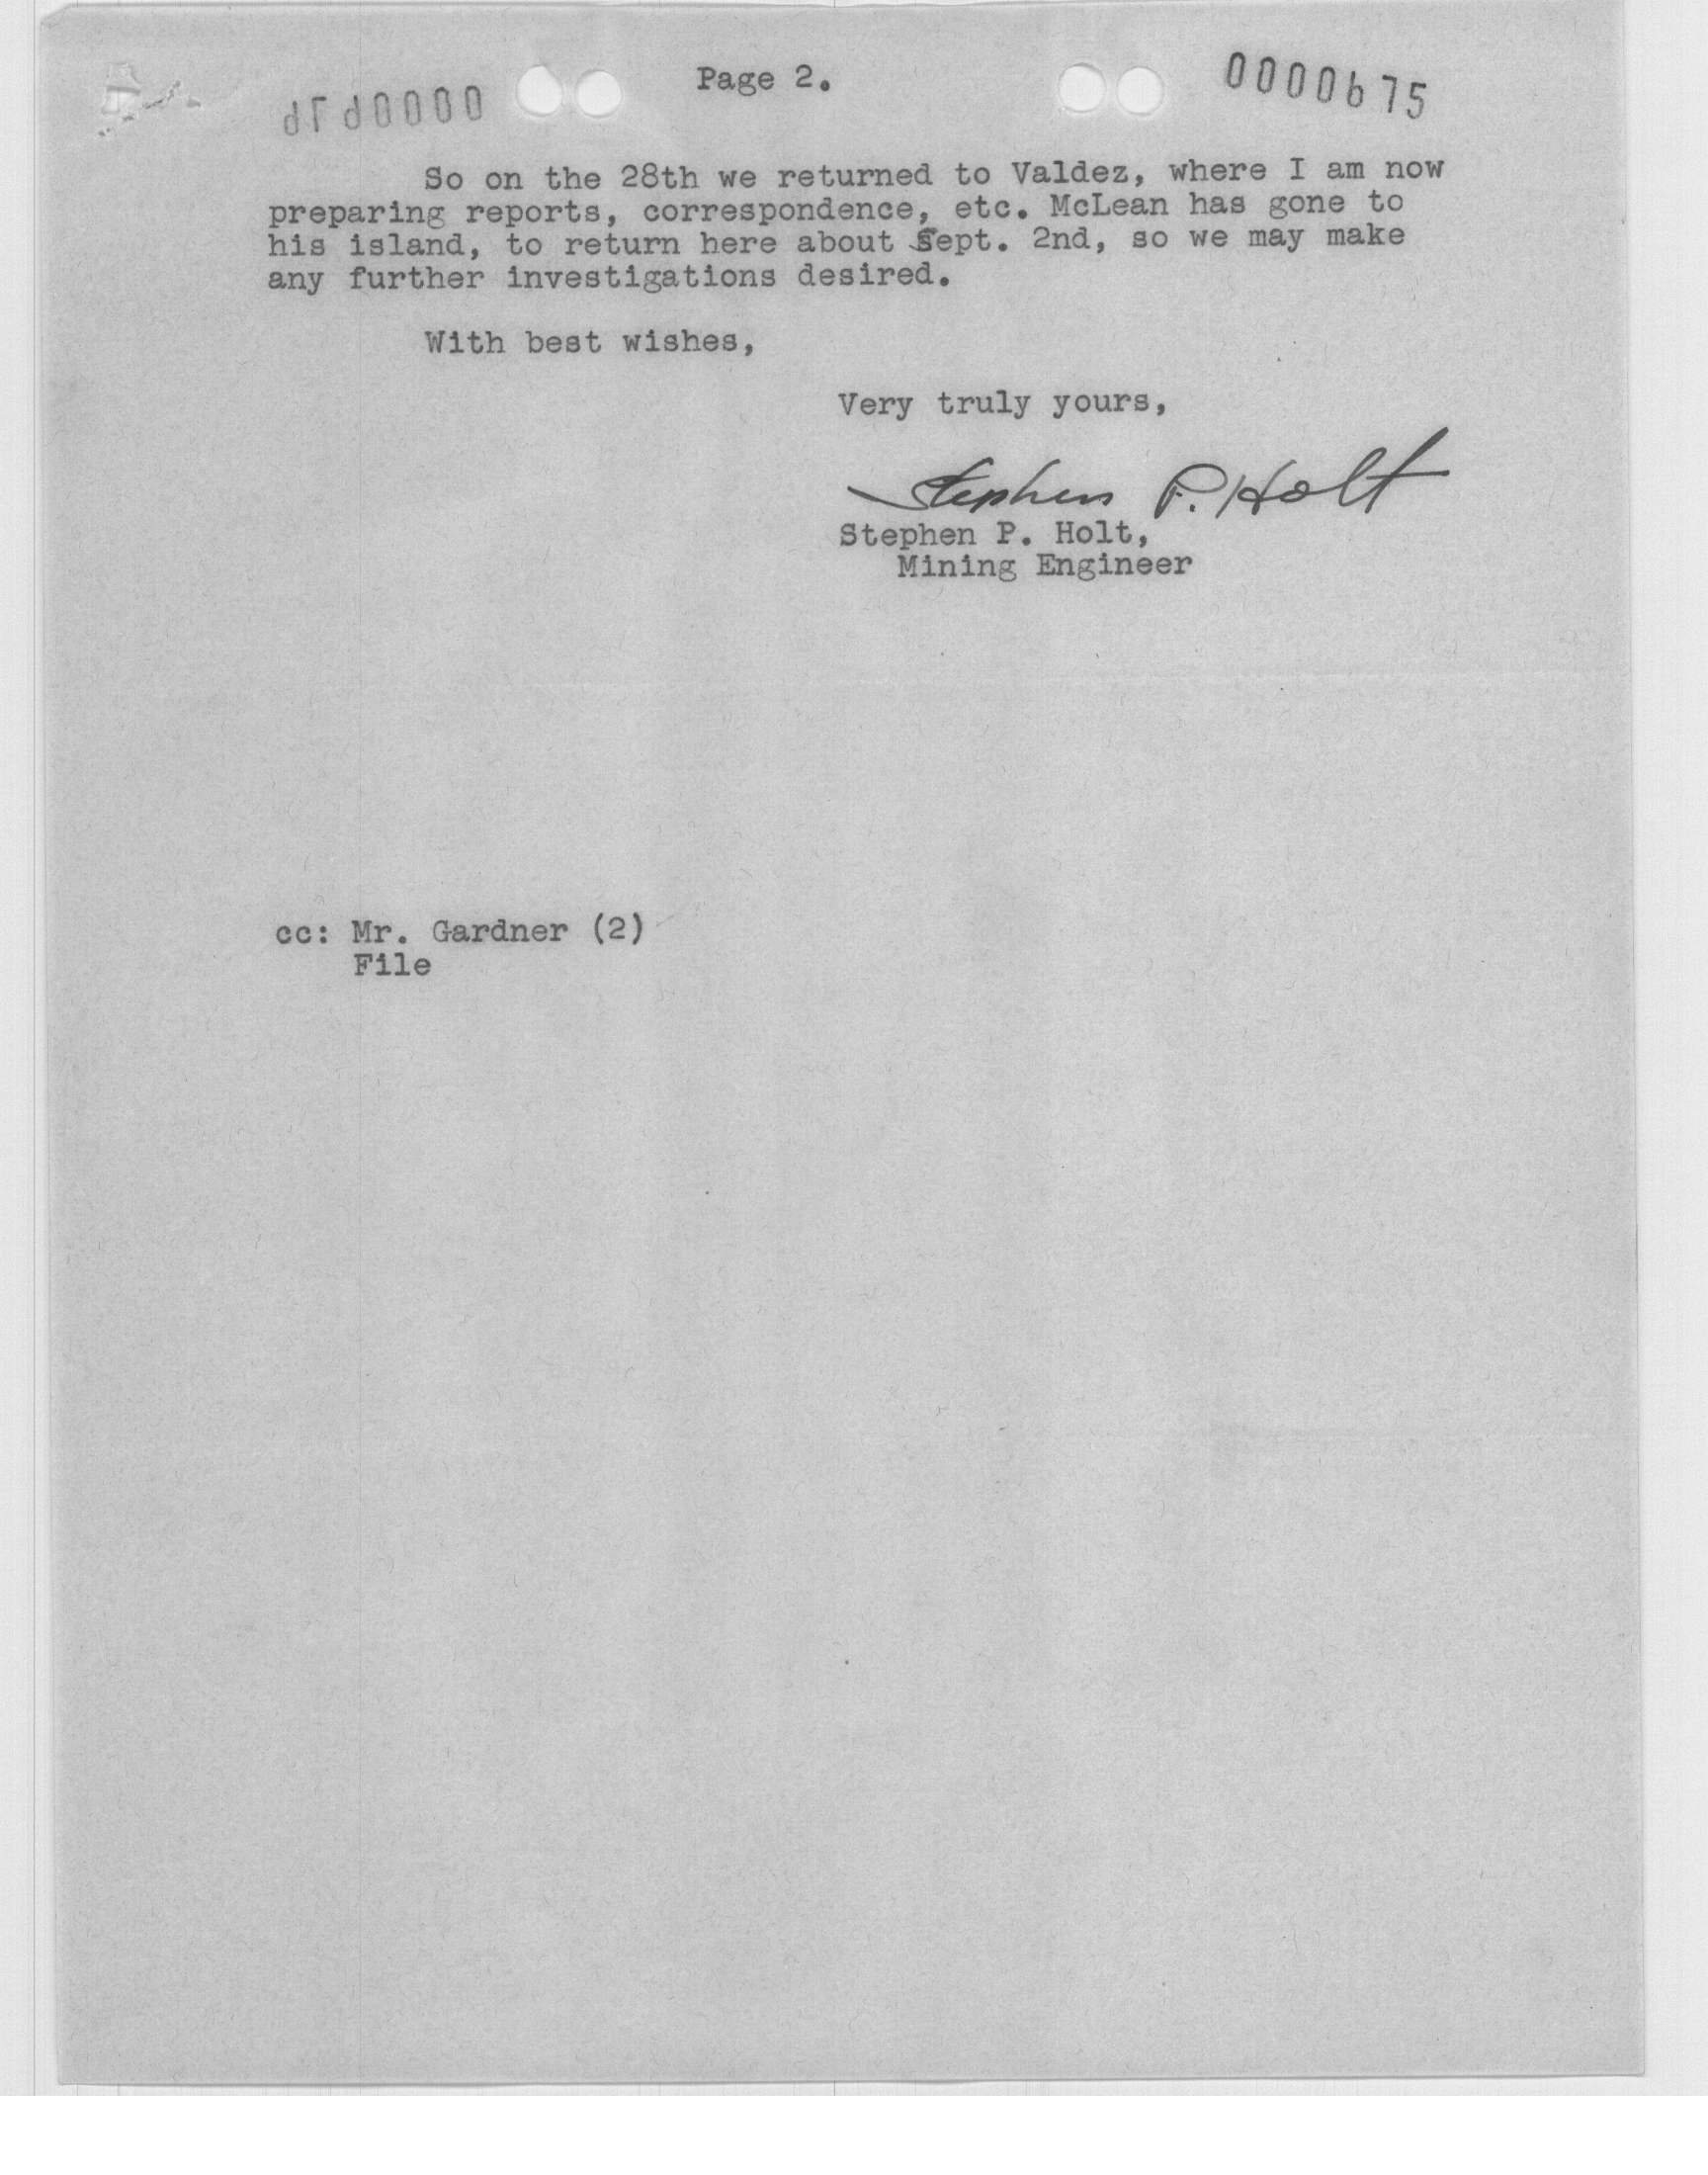 Page 2.
0000675
So on the 28th we returned to Valdez, where I am now
preparing reports, correspondence, etc. McLean has gone to
his island, to return here about Sept. 2nd, so we may make
any further investigations desired.
With best wishes,
Very truly yours,
Stephen P. Holt
Stephen P. Holt,
Mining Engineer
cc: Mr. Gardner (2)
File